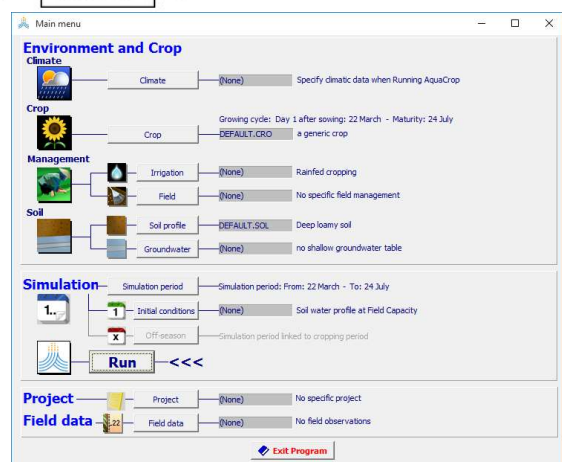 Main menu
Environment and Crop
Climate
Climate (None) Specify climatic data when Running AquaCrop
Crop
Growing cycle: Day 1 after sowing: 22 March - Maturity: 24 July
Crop DEFAULT.CRO a generic crop
Management
Irrigation (None) Rainfed cropping
Field (None) No specific field management
Soil
Soil profile DEFAULT.SOL Deep loamy soil
Groundwater (None) no shallow groundwater table
Simulation Simulation period Simulation period: From: 22 March - To: 24 July
1.. 1 Initial conditions (None) Soil water profile at Field Capacity
x Off-season Simulation period linked to cropping period
Run <<<
Project Project (None) No specific project
Field data .22 Field data (None) No field observations
Exit Program